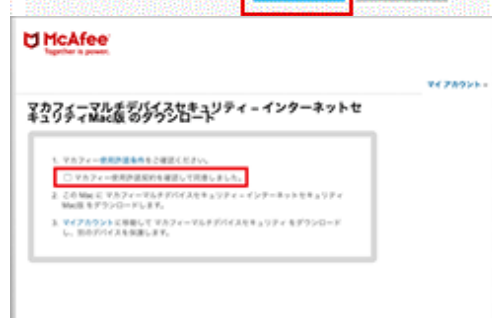 McAfee
Together is power.
マイ アカウント
マカフィーマルチデバイスセキュリティ – インターネットセ
キュリティMac版 のダウンロード
1. マカフィー使用許諾条件をご確認ください。
マカフィー使用許諾契約を確認して同意しました。
2. この Mac に マカフィーマルチデバイスセキュリティ – インターネットセキュリティ
Mac版 をダウンロードします。
3. マイアカウントに移動して マカフィーマルチデバイスセキュリティ をダウンロード
し、別のデバイスを保護します。